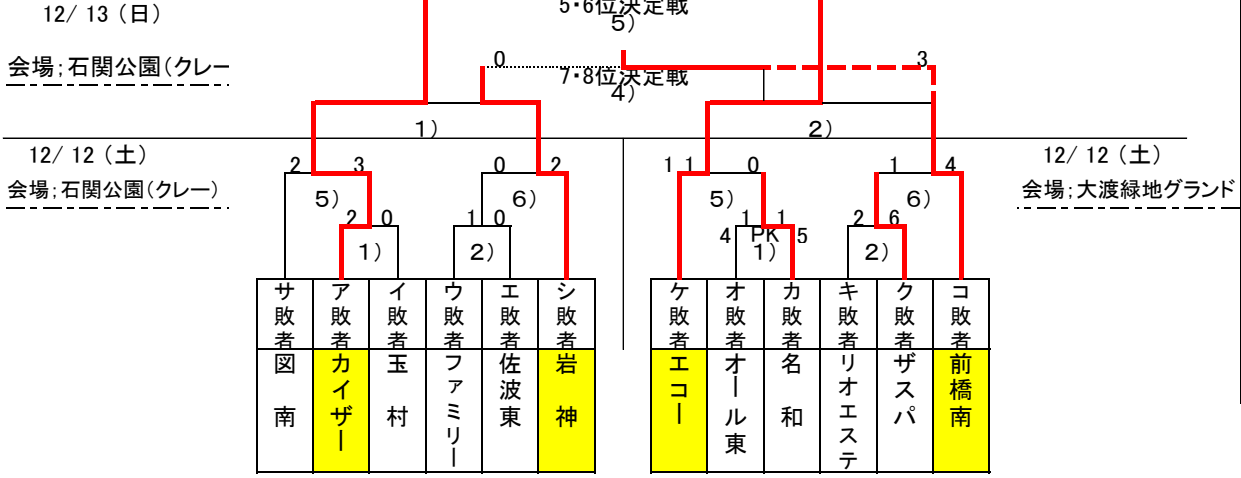 5・6位決定戦
5）
12/ 13 （日）
0
3
会場；石関公園（クレー
7・8位決定戦
4）
1）
2）
12/ 12 （土）
2
3
0
2
1 1
0
1
4
12/ 12 （土）
会場；石関公園（クレー）
5）
6）
5）
6）
会場；大渡緑地グランド
2
0
1
0
1
1
2
6
4
PK
5
1）
2）
1）
2）
サ敗者
ア敗者
イ敗者
ウ敗者
エ敗者
シ敗者
ケ敗者
オ敗者
カ敗者
キ敗者
ク敗者
コ敗者
図南
カイザー
玉村
ファミリー
佐波東
岩神
エコー
オール東
名和
リオエステ
ザスパ
前橋南